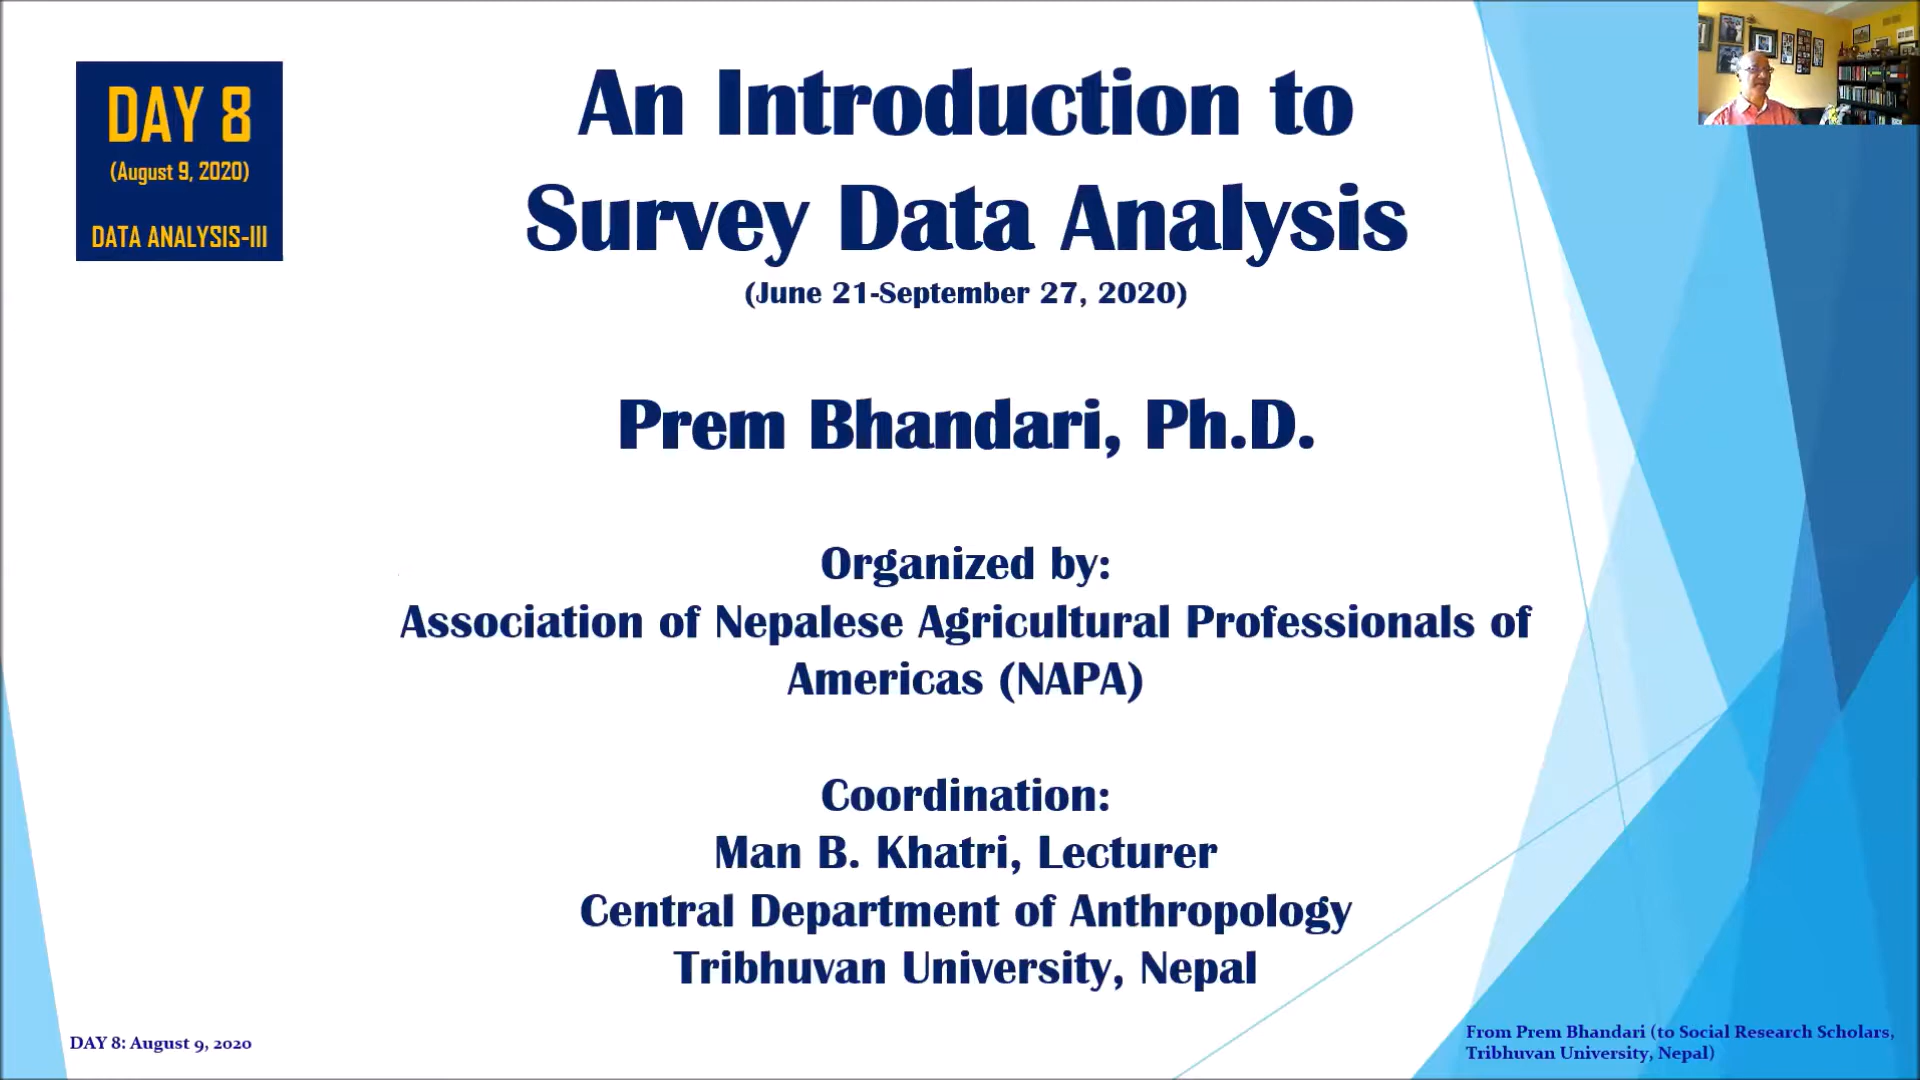 DAY 8
(August 9, 2020)
DATA ANALYSIS-III
An Introduction to
Survey Data Analysis
(June 21-September 27, 2020)
Prem Bhandari, Ph.D.
Organized by:
Association of Nepalese Agricultural Professionals of
Americas (NAPA)
Coordination:
Man B. Khatri, Lecturer
Central Department of Anthropology
Tribhuvan University, Nepal
DAY 8: August 9, 2020
From Prem Bhandari (to Social Research Scholars,
Tribhuvan University, Nepal)